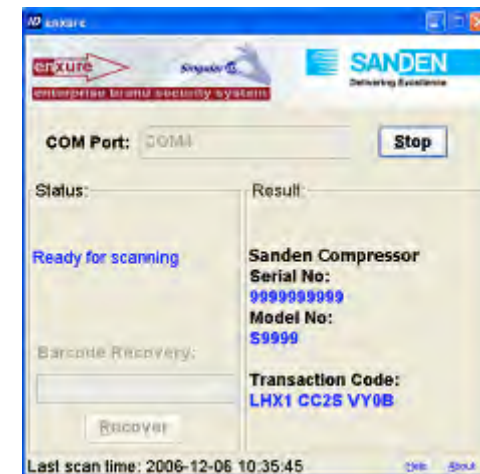 enxure
enxure
Singular ID
SANDEN
Delivering Excellence
enterprise brand security system
COM Port: COM4
Stop
Status:
Result:
Ready for scanning
Sanden Compressor
Serial No:
9999999999
Model No:
S9999
Barcode Recovery:
Transaction Code:
LHX1 CC2S VY0B
Recover
Last scan time: 2006-12-06 10:35:45
Help
About